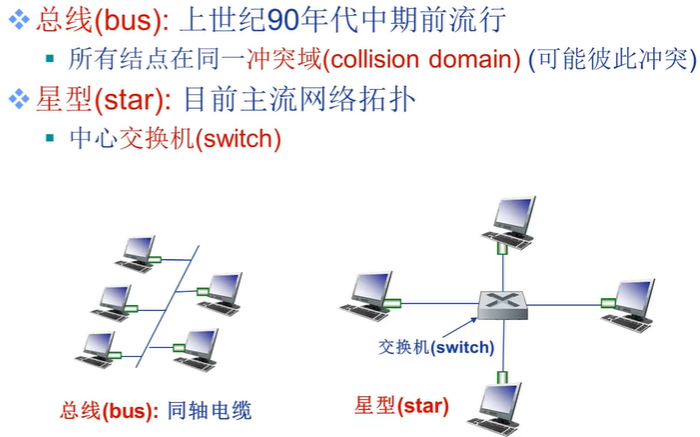 总线(bus): 上世纪90年代中期前流行
所有结点在同一冲突域(collision domain) (可能彼此冲突)
星型(star): 目前主流网络拓扑
中心交换机(switch)
交换机(switch)
总线(bus): 同轴电缆
星型(star)